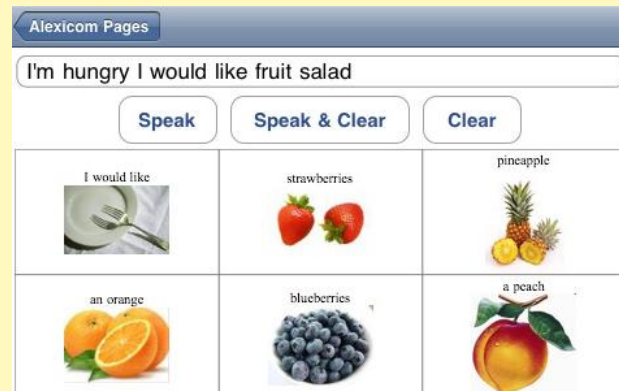 Alexicom Pages
I'm hungry I would like fruit salad
Speak Speak & Clear Clear
I would like strawberries pineapple
an orange blueberries a peach